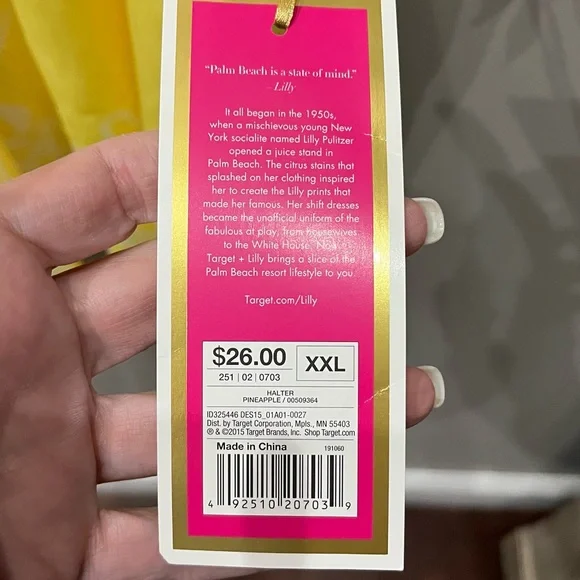 “Palm Beach is a state of mind.”
–Lilly
It all began in the 1950s,
when a mischievous young New
York socialite named Lilly Pulitzer
opened a juice stand in
Palm Beach. The citrus stains that
splashed on her clothing inspired
her to create the Lilly prints that
made her famous. Her shift dresses
became the unofficial uniform of the
fabulous at play, from housewives
to the White House. Now
Target + Lilly brings a slice of the
Palm Beach resort lifestyle to you.
Target.com/Lilly
$26.00 XXL
251 | 02 | 0703
HALTER
PINEAPPLE / 00509364
ID325446 DES15_01A01-0027
Dist. by Target Corporation, Mpls., MN 55403
® & ©2015 Target Brands, Inc. Shop Target.com
Made in China 191060
4 92510 20703 9